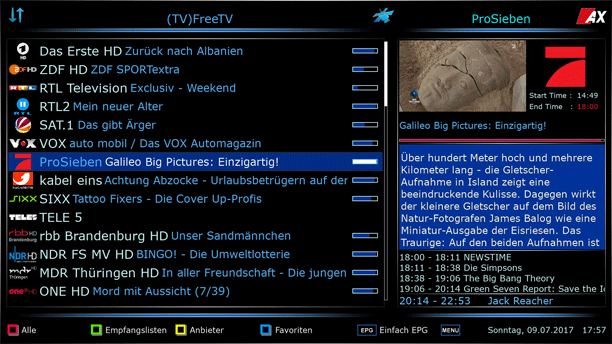 (TV)FreeTV
ProSieben
AX
Das Erste HD Zurück nach Albanien
ZDF HD ZDF SPORTextra
RTL Television Exclusiv - Weekend
RTL2 Mein neuer Alter
SAT.1 Das gibt Ärger
VOX auto mobil / Das VOX Automagazin
ProSieben Galileo Big Pictures: Einzigartig!
kabel eins Achtung Abzocke - Urlaubsbetrügern auf der
SIXX Tattoo Fixers - Die Cover Up-Profis
TELE 5
rbb Brandenburg HD Unser Sandmännchen
NDR FS MV HD BINGO! - Die Umweltlotterie
MDR Thüringen HD In aller Freundschaft - Die jungen
ONE HD Mord mit Aussicht (7/39)
Start Time : 14:49
End Time : 18:00
Galileo Big Pictures: Einzigartig!
Über hundert Meter hoch und mehrere
Kilometer lang - die Gletscher-
Aufnahme in Island zeigt eine
beeindruckende Kulisse. Dagegen wirkt
der kleinere Gletscher auf dem Bild des
Natur-Fotografen James Balog wie eine
Miniatur-Ausgabe der Eisriesen. Das
Traurige: Auf den beiden Aufnahmen ist
18:00 - 18:11 NEWSTIME
18:11 - 18:38 Die Simpsons
18:38 - 19:06 The Big Bang Theory
19:06 - 20:14 Green Seven Report: Save the Ic
20:14 - 22:53 Jack Reacher
Alle
Empfangslisten
Anbieter
Favoriten
EPG Einfach EPG
MENU
Sonntag, 09.07.2017 17:57